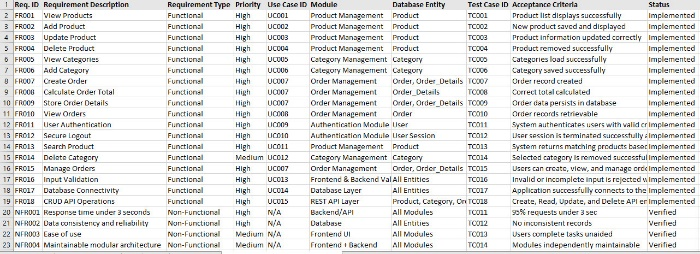 1 Req. ID Requirement Description Requirement Type Priority Use Case ID Module Database Entity Test Case ID Acceptance Criteria Status
2 FR001 View Products Functional High UC001 Product Management Product TC001 Product list displays successfully Implemented
3 FR002 Add Product Functional High UC002 Product Management Product TC002 New product saved and displayed Implemented
4 FR003 Update Product Functional High UC003 Product Management Product TC003 Product information updated correctly Implemented
5 FR004 Delete Product Functional High UC004 Product Management Product TC004 Product removed successfully Implemented
6 FR005 View Categories Functional High UC005 Category Management Category TC005 Categories load successfully Implemented
7 FR006 Add Category Functional High UC006 Category Management Category TC006 Category saved successfully Implemented
8 FR007 Create Order Functional High UC007 Order Management Order, Order_Details TC007 Order record created Implemented
9 FR008 Calculate Order Total Functional High UC007 Order Management Order_Details TC008 Correct total calculated Implemented
10 FR009 Store Order Details Functional High UC007 Order Management Order, Order_Details TC009 Order data persists in database Implemented
11 FR010 View Orders Functional High UC008 Order Management Order TC010 Order records retrievable Implemented
12 FR011 User Authentication Functional High UC009 Authentication Module User TC011 System authenticates users with valid cr Implemented
13 FR012 Secure Logout Functional High UC010 Authentication Module User Session TC012 User session is terminated successfully a Implemented
14 FR013 Search Product Functional High UC011 Product Management Product TC013 System returns matching products based Implemented
15 FR014 Delete Category Functional Medium UC012 Category Management Category TC014 Selected category is removed successful Implemented
16 FR015 Manage Orders Functional High UC007 Order Management Order, Order_Details TC015 Users can create, view, and manage ord Implemented
17 FR016 Input Validation Functional High UC013 Frontend & Backend Val All Entities TC016 Invalid or incomplete input is rejected w Implemented
18 FR017 Database Connectivity Functional High UC014 Database Layer All Entities TC017 Application successfully connects to the Implemented
19 FR018 CRUD API Operations Functional High UC015 REST API Layer Product, Category, Or TC018 Create, Read, Update, and Delete API en Implemented
20 NFR001 Response time under 3 seconds Non-Functional High N/A Backend/API All Modules TC011 95% requests under 3 sec Verified
21 NFR002 Data consistency and reliability Non-Functional High N/A Database All Entities TC012 No inconsistent records Verified
22 NFR003 Ease of use Non-Functional Medium N/A Frontend UI All Modules TC013 Users complete tasks unaided Verified
23 NFR004 Maintainable modular architecture Non-Functional Medium N/A Frontend + Backend All Modules TC014 Modules independently maintainable Verified